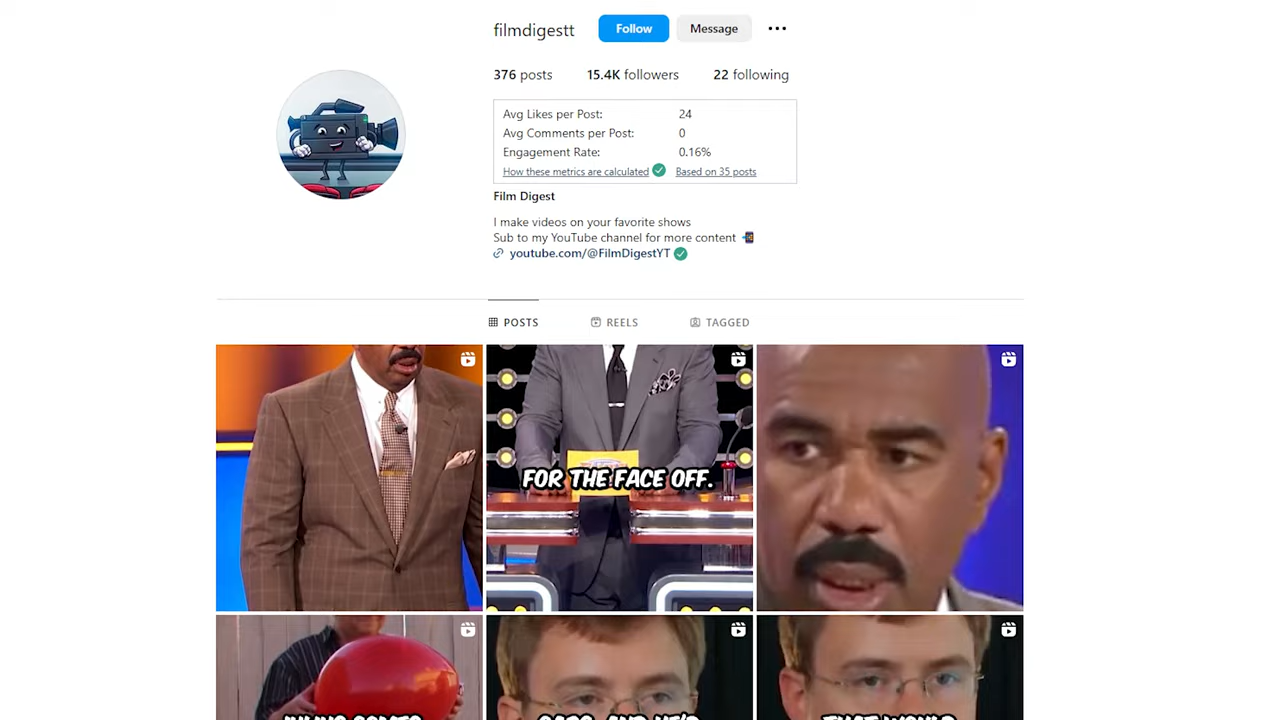 filmdigestt
Follow
Message
376 posts
15.4K followers
22 following
Avg Likes per Post: 24
Avg Comments per Post: 0
Engagement Rate: 0.16%
How these metrics are calculated
Based on 35 posts
Film Digest
I make videos on your favorite shows
Sub to my YouTube channel for more content
youtube.com/@FilmDigestYT
POSTS
REELS
TAGGED
FOR THE FACE OFF.
THAT WOULD